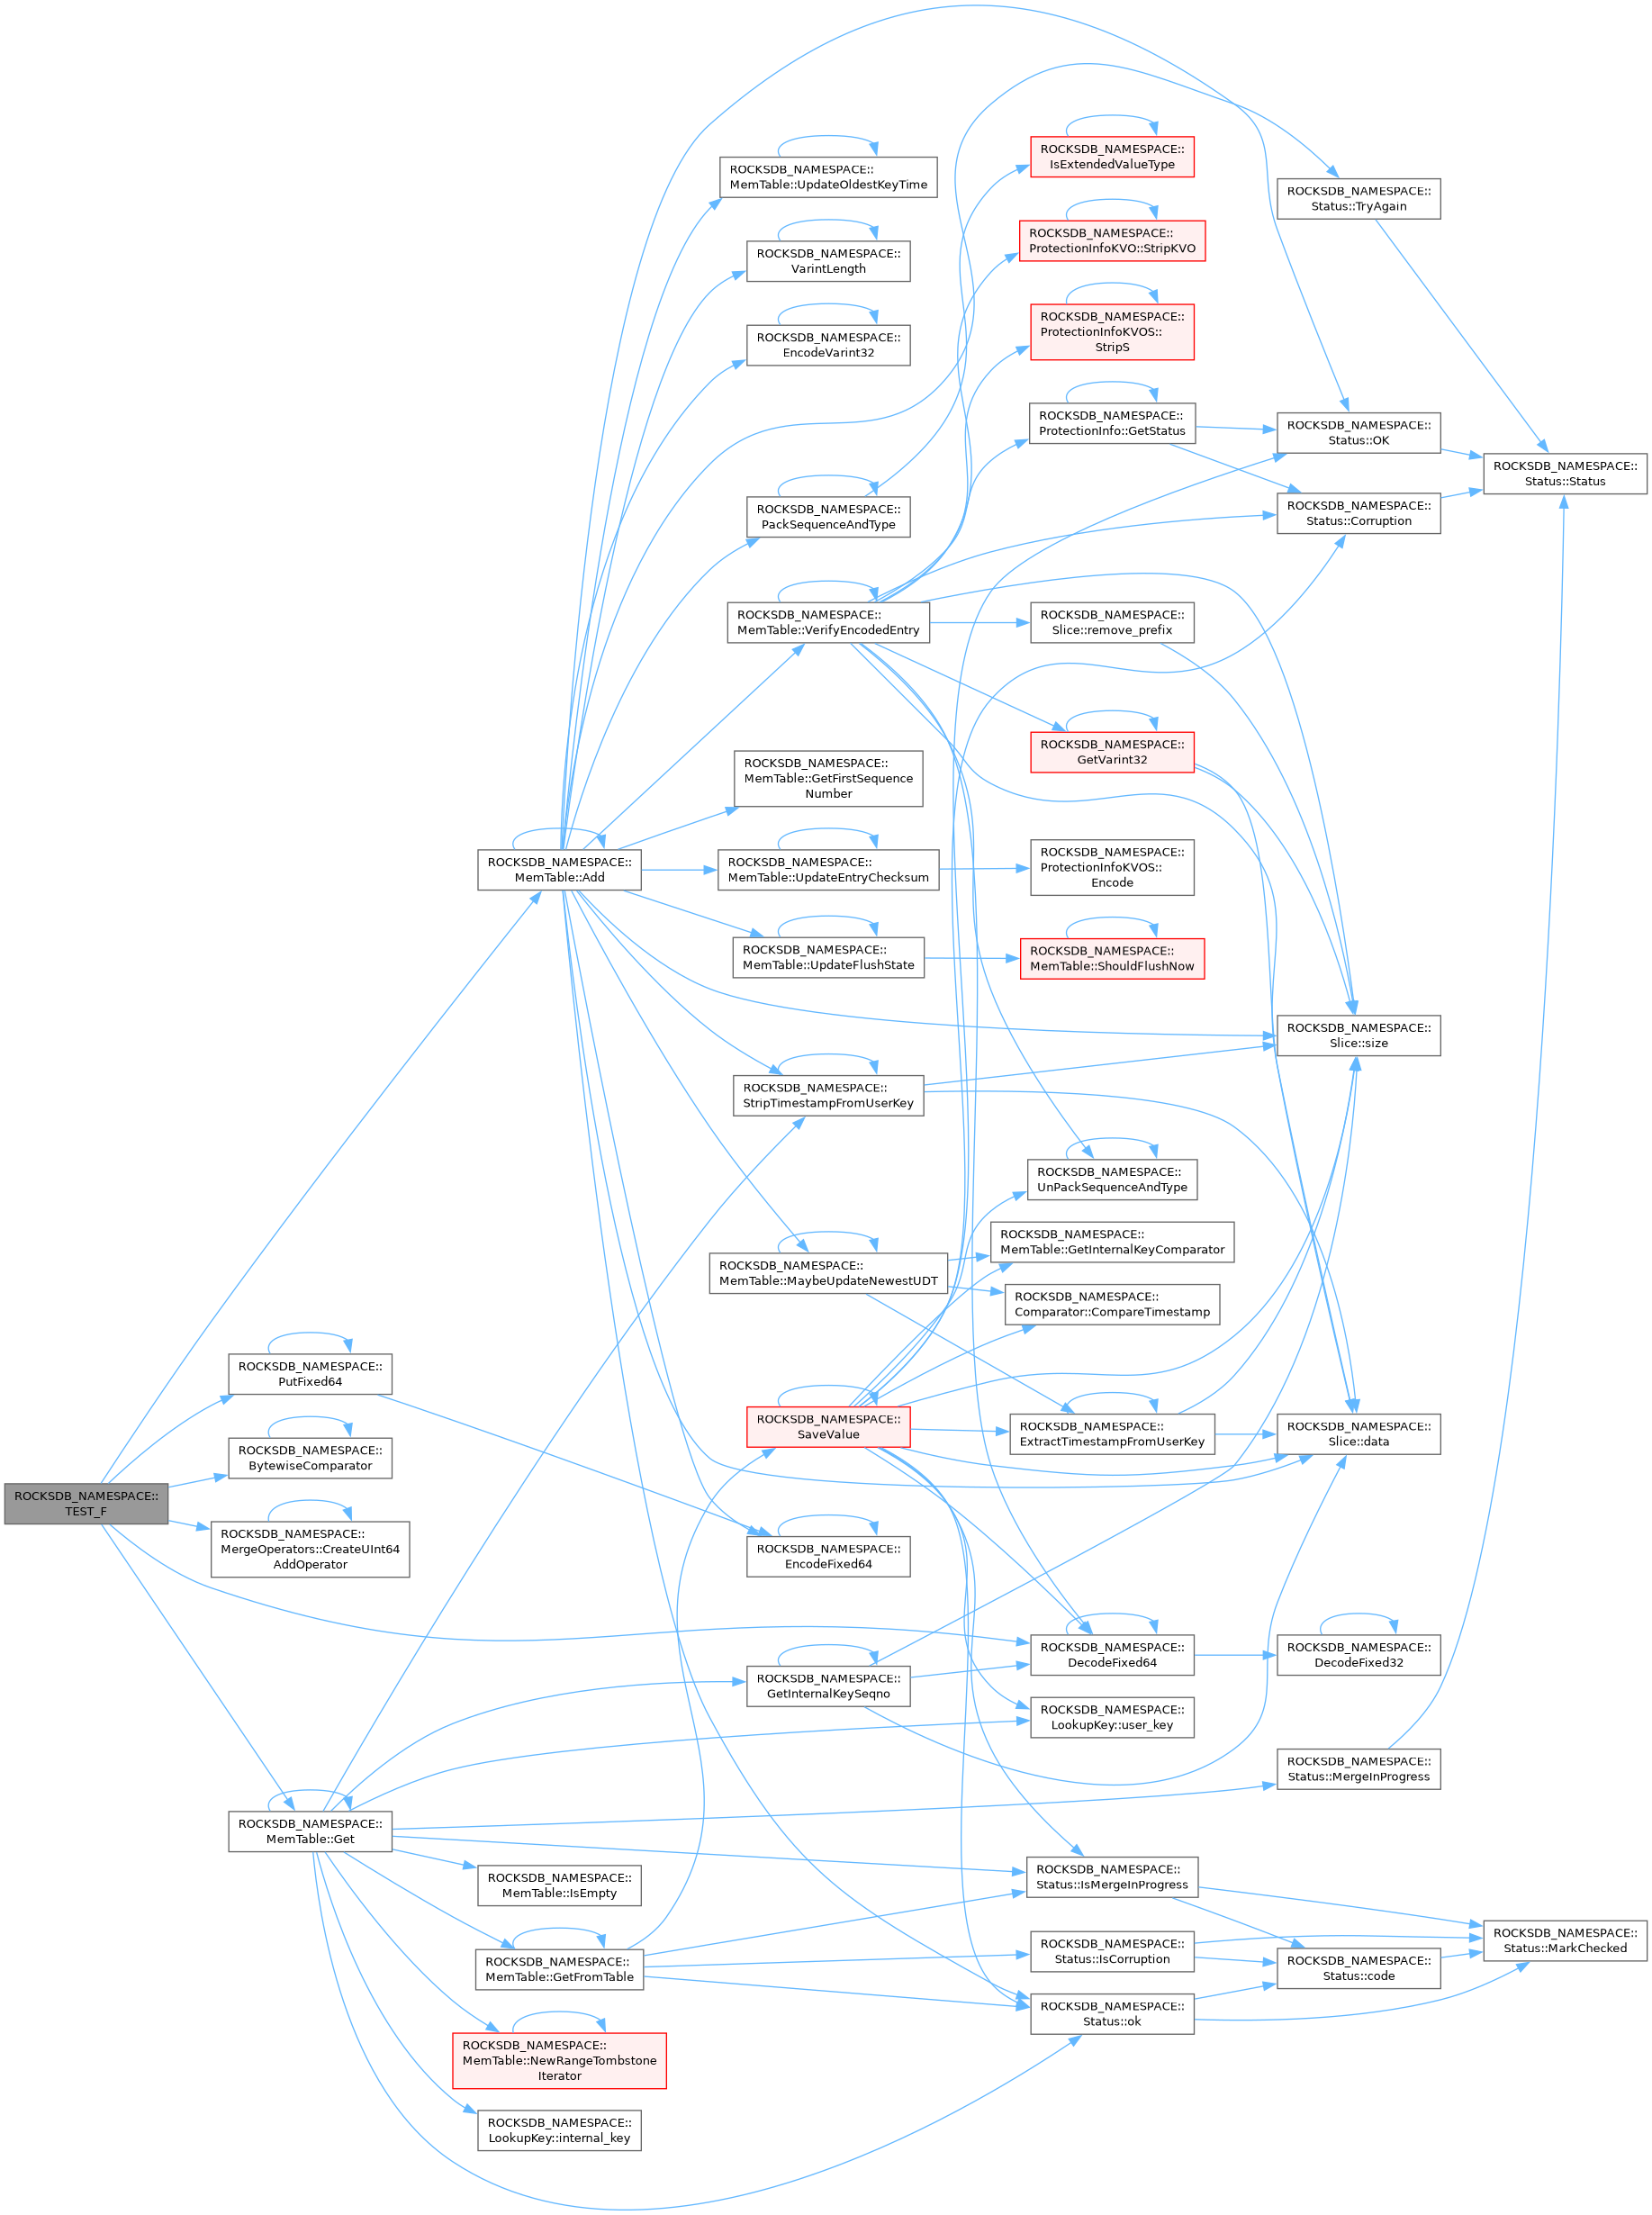 ROCKSDB_NAMESPACE::
TEST_F
ROCKSDB_NAMESPACE::
PutFixed64
ROCKSDB_NAMESPACE::
BytewiseComparator
ROCKSDB_NAMESPACE::
MergeOperators::CreateUInt64
AddOperator
ROCKSDB_NAMESPACE::
MemTable::Get
ROCKSDB_NAMESPACE::
MemTable::Add
ROCKSDB_NAMESPACE::
MemTable::IsEmpty
ROCKSDB_NAMESPACE::
MemTable::GetFromTable
ROCKSDB_NAMESPACE::
MemTable::NewRangeTombstone
Iterator
ROCKSDB_NAMESPACE::
LookupKey::internal_key
ROCKSDB_NAMESPACE::
MemTable::UpdateOldestKeyTime
ROCKSDB_NAMESPACE::
VarintLength
ROCKSDB_NAMESPACE::
EncodeVarint32
ROCKSDB_NAMESPACE::
PackSequenceAndType
ROCKSDB_NAMESPACE::
MemTable::VerifyEncodedEntry
ROCKSDB_NAMESPACE::
MemTable::GetFirstSequence
Number
ROCKSDB_NAMESPACE::
MemTable::UpdateEntryChecksum
ROCKSDB_NAMESPACE::
MemTable::UpdateFlushState
ROCKSDB_NAMESPACE::
StripTimestampFromUserKey
ROCKSDB_NAMESPACE::
MemTable::MaybeUpdateNewestUDT
ROCKSDB_NAMESPACE::
SaveValue
ROCKSDB_NAMESPACE::
EncodeFixed64
ROCKSDB_NAMESPACE::
GetInternalKeySeqno
ROCKSDB_NAMESPACE::
IsExtendedValueType
ROCKSDB_NAMESPACE::
ProtectionInfoKVO::StripKVO
ROCKSDB_NAMESPACE::
ProtectionInfoKVOS::
StripS
ROCKSDB_NAMESPACE::
ProtectionInfo::GetStatus
ROCKSDB_NAMESPACE::
Slice::remove_prefix
ROCKSDB_NAMESPACE::
GetVarint32
ROCKSDB_NAMESPACE::
ProtectionInfoKVOS::
Encode
ROCKSDB_NAMESPACE::
MemTable::ShouldFlushNow
ROCKSDB_NAMESPACE::
UnPackSequenceAndType
ROCKSDB_NAMESPACE::
MemTable::GetInternalKeyComparator
ROCKSDB_NAMESPACE::
Comparator::CompareTimestamp
ROCKSDB_NAMESPACE::
ExtractTimestampFromUserKey
ROCKSDB_NAMESPACE::
DecodeFixed64
ROCKSDB_NAMESPACE::
LookupKey::user_key
ROCKSDB_NAMESPACE::
Status::IsMergeInProgress
ROCKSDB_NAMESPACE::
Status::IsCorruption
ROCKSDB_NAMESPACE::
Status::ok
ROCKSDB_NAMESPACE::
Status::TryAgain
ROCKSDB_NAMESPACE::
Status::OK
ROCKSDB_NAMESPACE::
Status::Corruption
ROCKSDB_NAMESPACE::
Slice::size
ROCKSDB_NAMESPACE::
Slice::data
ROCKSDB_NAMESPACE::
DecodeFixed32
ROCKSDB_NAMESPACE::
Status::MergeInProgress
ROCKSDB_NAMESPACE::
Status::code
ROCKSDB_NAMESPACE::
Status::Status
ROCKSDB_NAMESPACE::
Status::MarkChecked